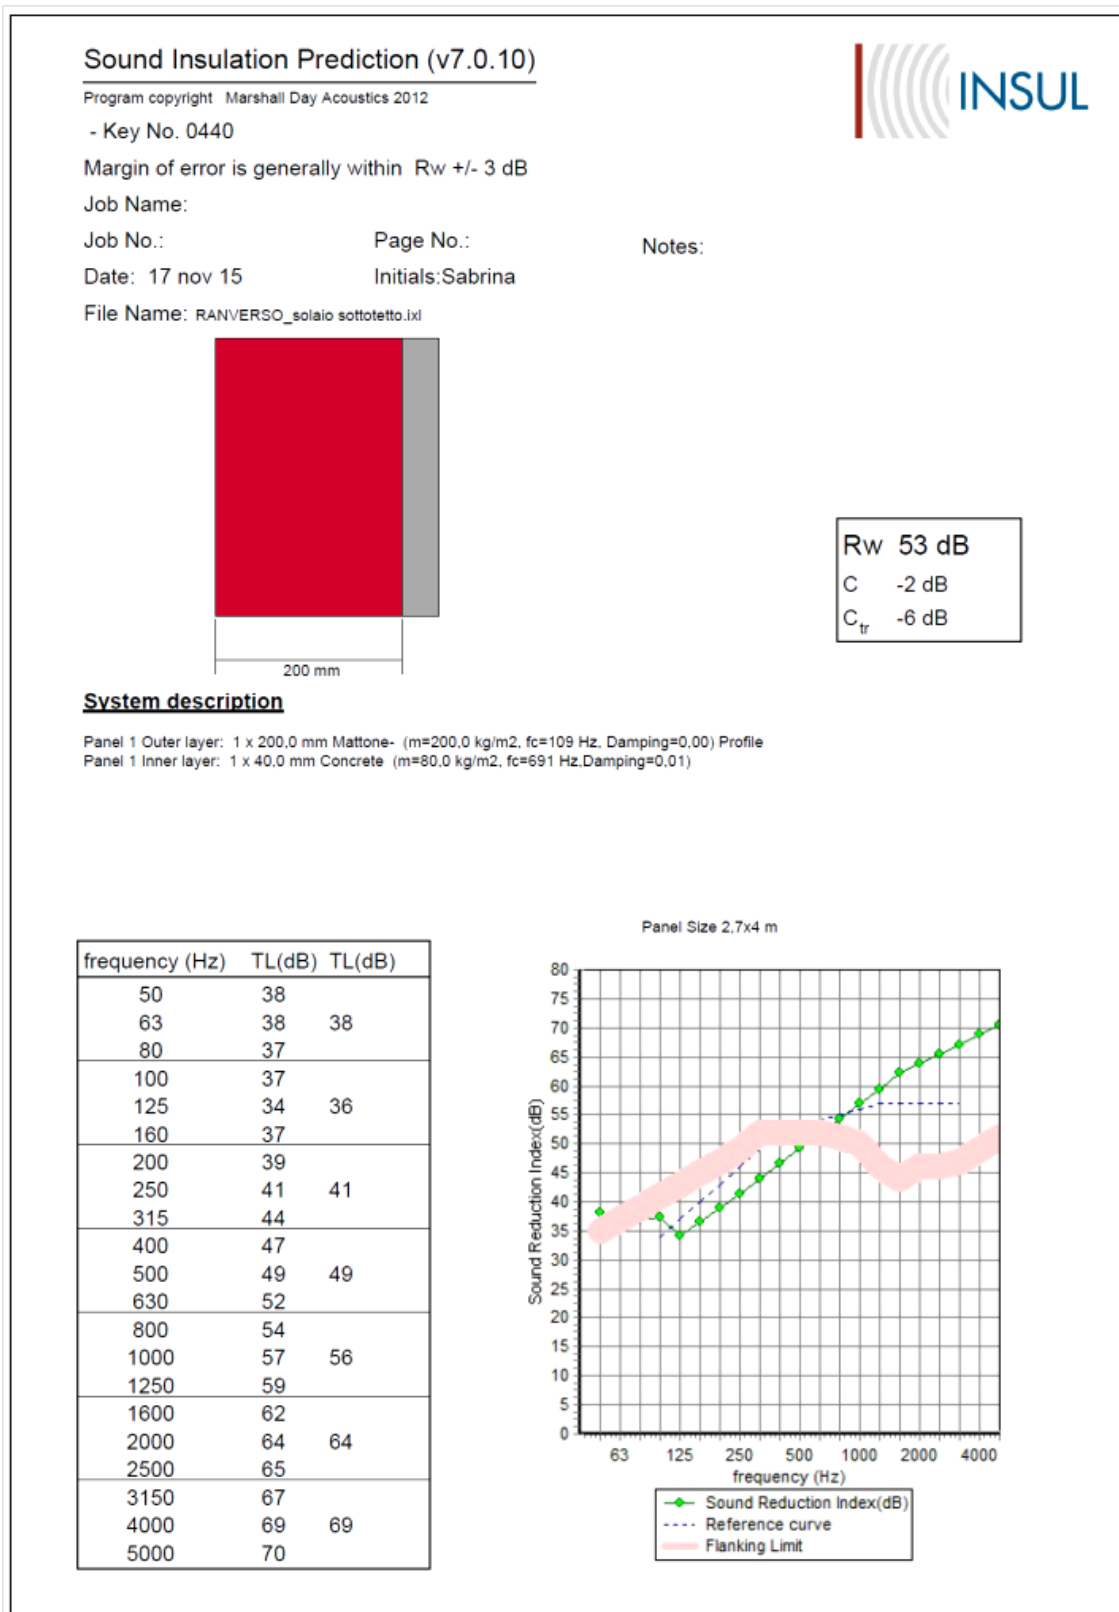 Sound Insulation Prediction (v7.0.10)
INSUL
Program copyright Marshall Day Acoustics 2012
- Key No. 0440
Margin of error is generally within Rw +/- 3 dB
Job Name:
Job No.: Page No.: Notes:
Date: 17 nov 15 Initials:Sabrina
File Name: RANVERSO_solaio sottotetto.ixl
Rw 53 dB
C -2 dB
Ctr -6 dB
200 mm
System description
Panel 1 Outer layer: 1 x 200,0 mm Mattone- (m=200,0 kg/m2, fc=109 Hz, Damping=0,00) Profile
Panel 1 Inner layer: 1 x 40,0 mm Concrete (m=80,0 kg/m2, fc=691 Hz,Damping=0,01)
frequency (Hz) TL(dB) TL(dB)
50 38
63 38 38
80 37
100 37
125 34 36
160 37
200 39
250 41 41
315 44
400 47
500 49 49
630 52
800 54
1000 57 56
1250 59
1600 62
2000 64 64
2500 65
3150 67
4000 69 69
5000 70
Panel Size 2,7x4 m
Sound Reduction Index(dB)
80
75
70
65
60
55
50
45
40
35
30
25
20
15
10
5
0
63 125 250 500 1000 2000 4000
frequency (Hz)
Sound Reduction Index(dB)
Reference curve
Flanking Limit